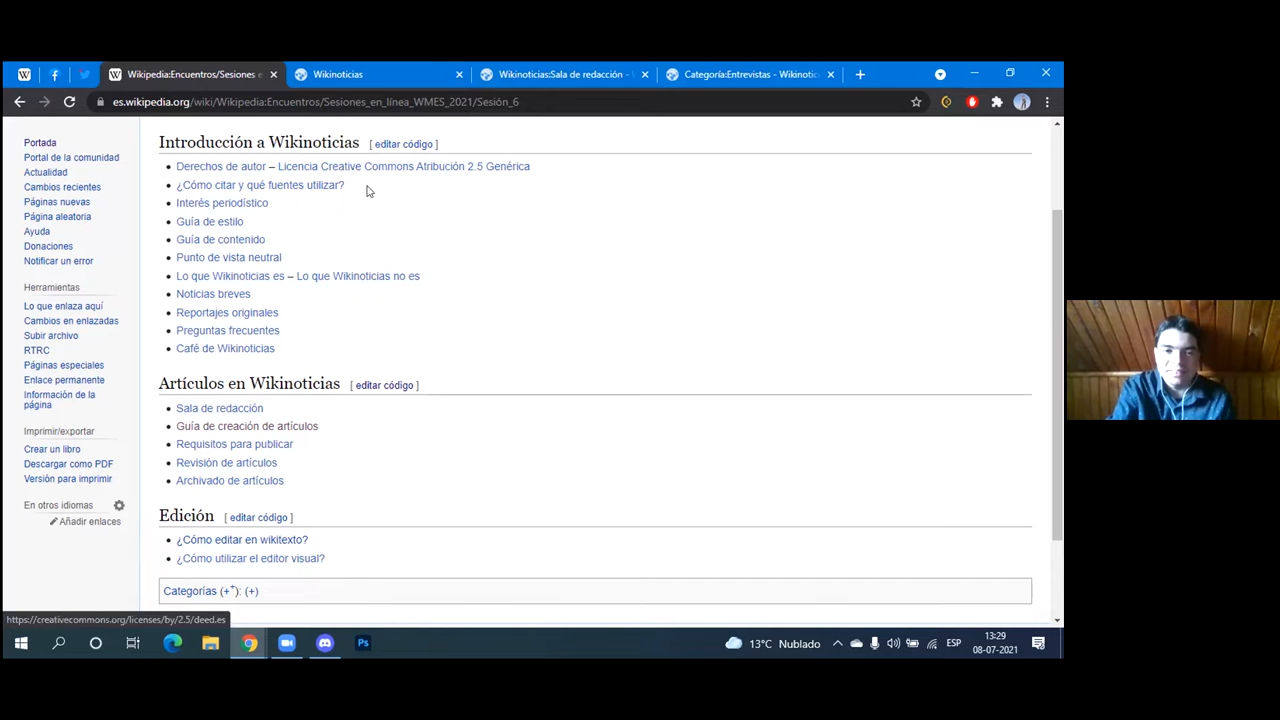 Wikipedia:Encuentros/Sesiones e
Wikinoticias
Wikinoticias:Sala de redacción -
Categoría:Entrevistas - Wikinotic
es.wikipedia.org/wiki/Wikipedia:Encuentros/Sesiones_en_línea_WMES_2021/Sesión_6
Portada
Portal de la comunidad
Actualidad
Cambios recientes
Páginas nuevas
Página aleatoria
Ayuda
Donaciones
Notificar un error
Herramientas
Lo que enlaza aquí
Cambios en enlazadas
Subir archivo
RTRC
Páginas especiales
Enlace permanente
Información de la
página
Imprimir/exportar
Crear un libro
Descargar como PDF
Versión para imprimir
En otros idiomas
Añadir enlaces
Introducción a Wikinoticias [ editar código ]
Derechos de autor – Licencia Creative Commons Atribución 2.5 Genérica
¿Cómo citar y qué fuentes utilizar?
Interés periodístico
Guía de estilo
Guía de contenido
Punto de vista neutral
Lo que Wikinoticias es – Lo que Wikinoticias no es
Noticias breves
Reportajes originales
Preguntas frecuentes
Café de Wikinoticias
Artículos en Wikinoticias [ editar código ]
Sala de redacción
Guía de creación de artículos
Requisitos para publicar
Revisión de artículos
Archivado de artículos
Edición [ editar código ]
¿Cómo editar en wikitexto?
¿Cómo utilizar el editor visual?
Categorías (++): (+)
https://creativecommons.org/licenses/by/2.5/deed.es
Ps
13°C Nublado
ESP
13:29
08-07-2021